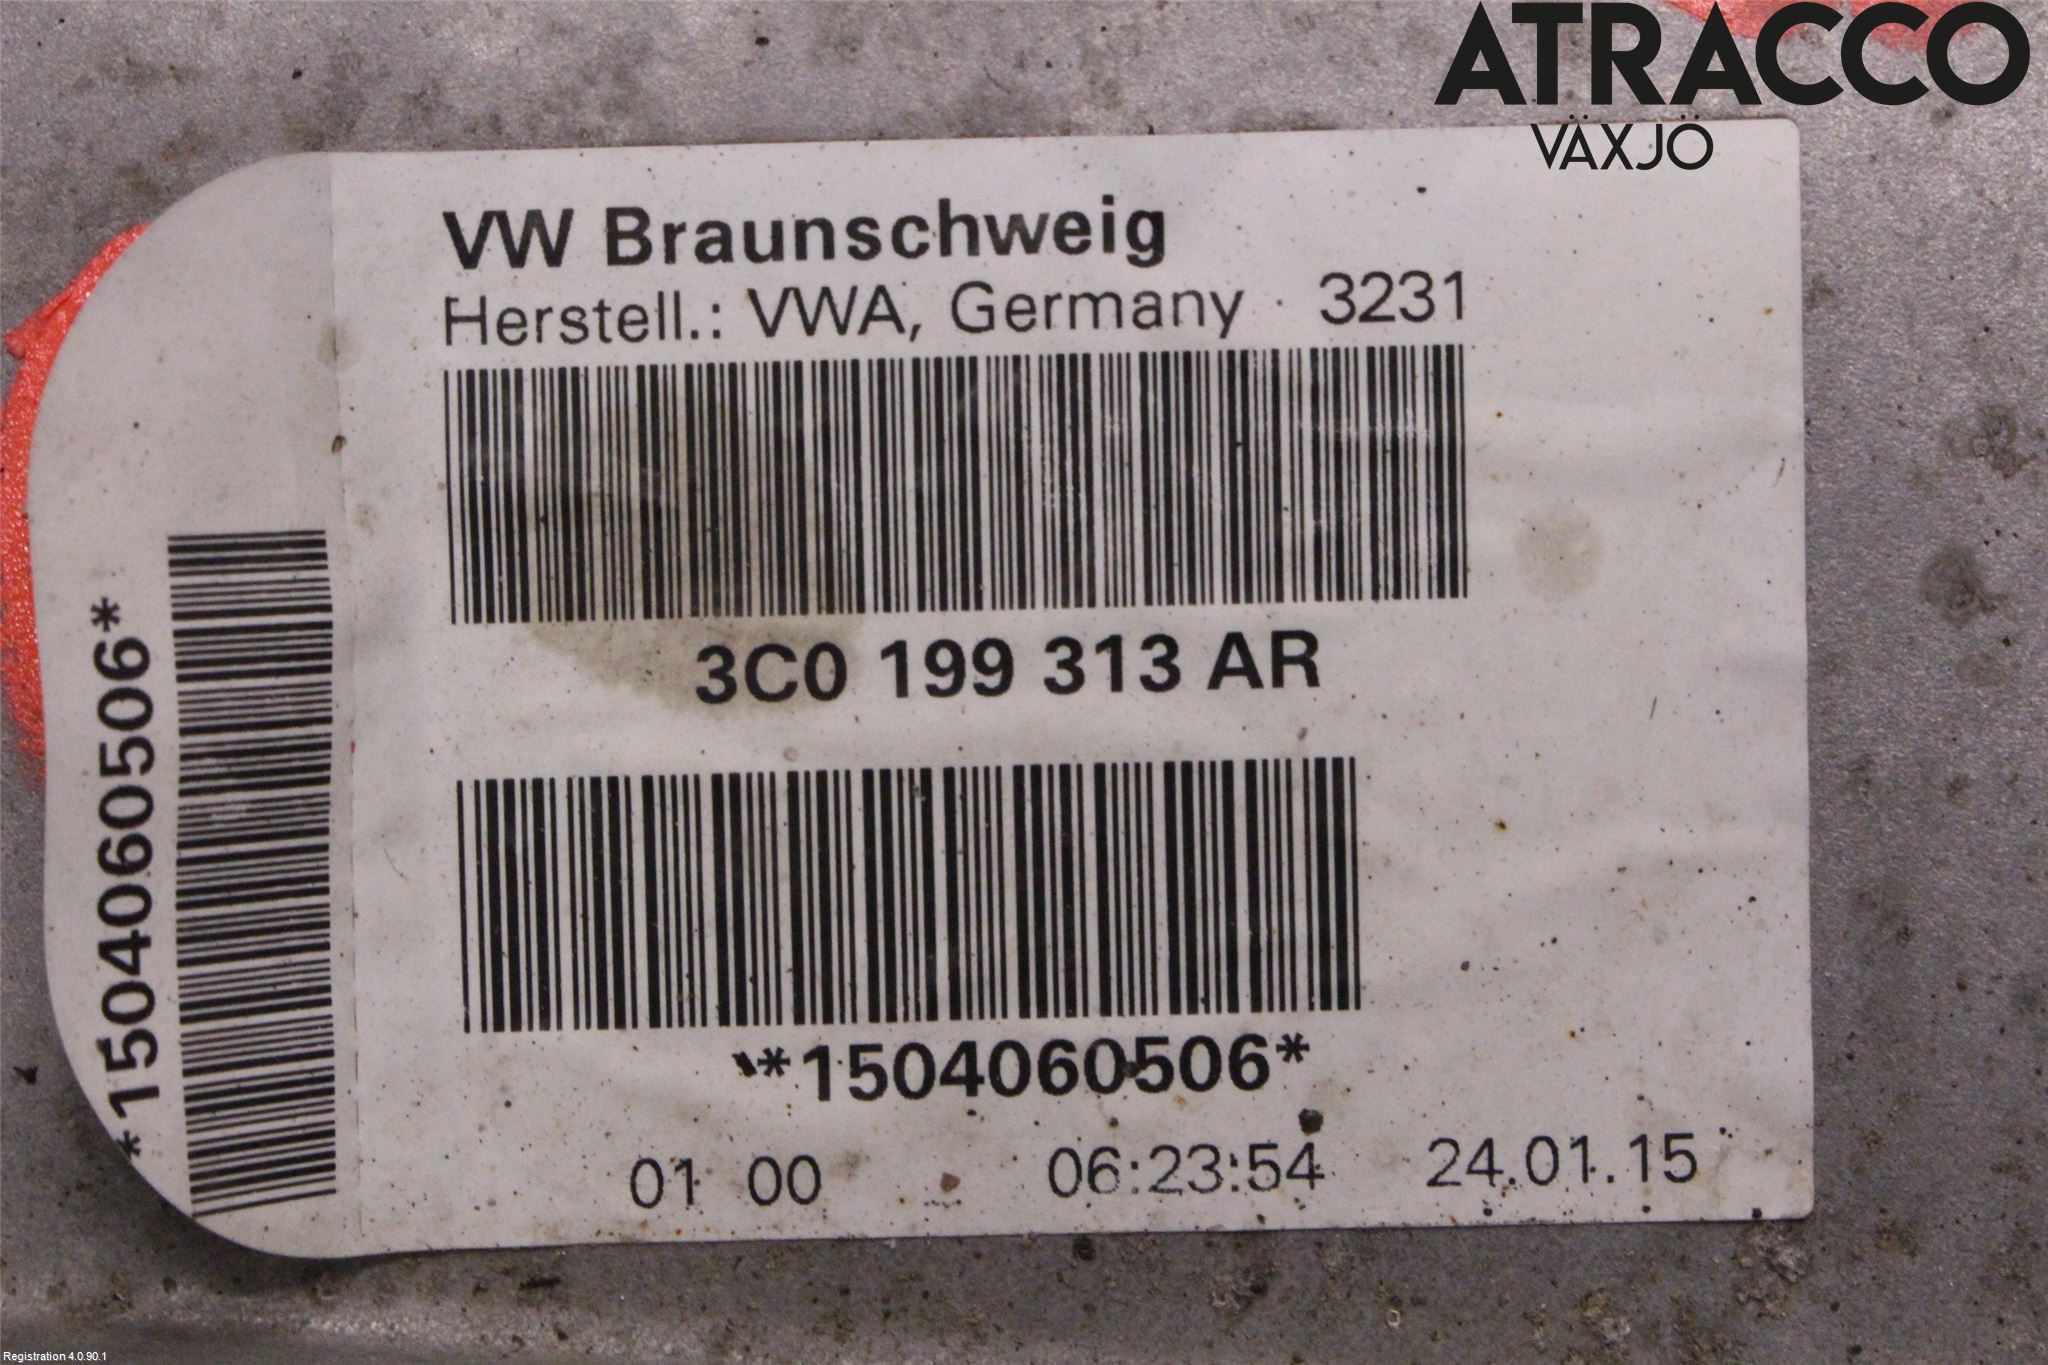 ATRACCO
VÄXJÖ
VW Braunschweig
Herstell.: VWA, Germany 3231
3C0 199 313 AR
*1504060506*
*1504060506*
01 00 06:23:54 24.01.15
Registration 4.0.90.1